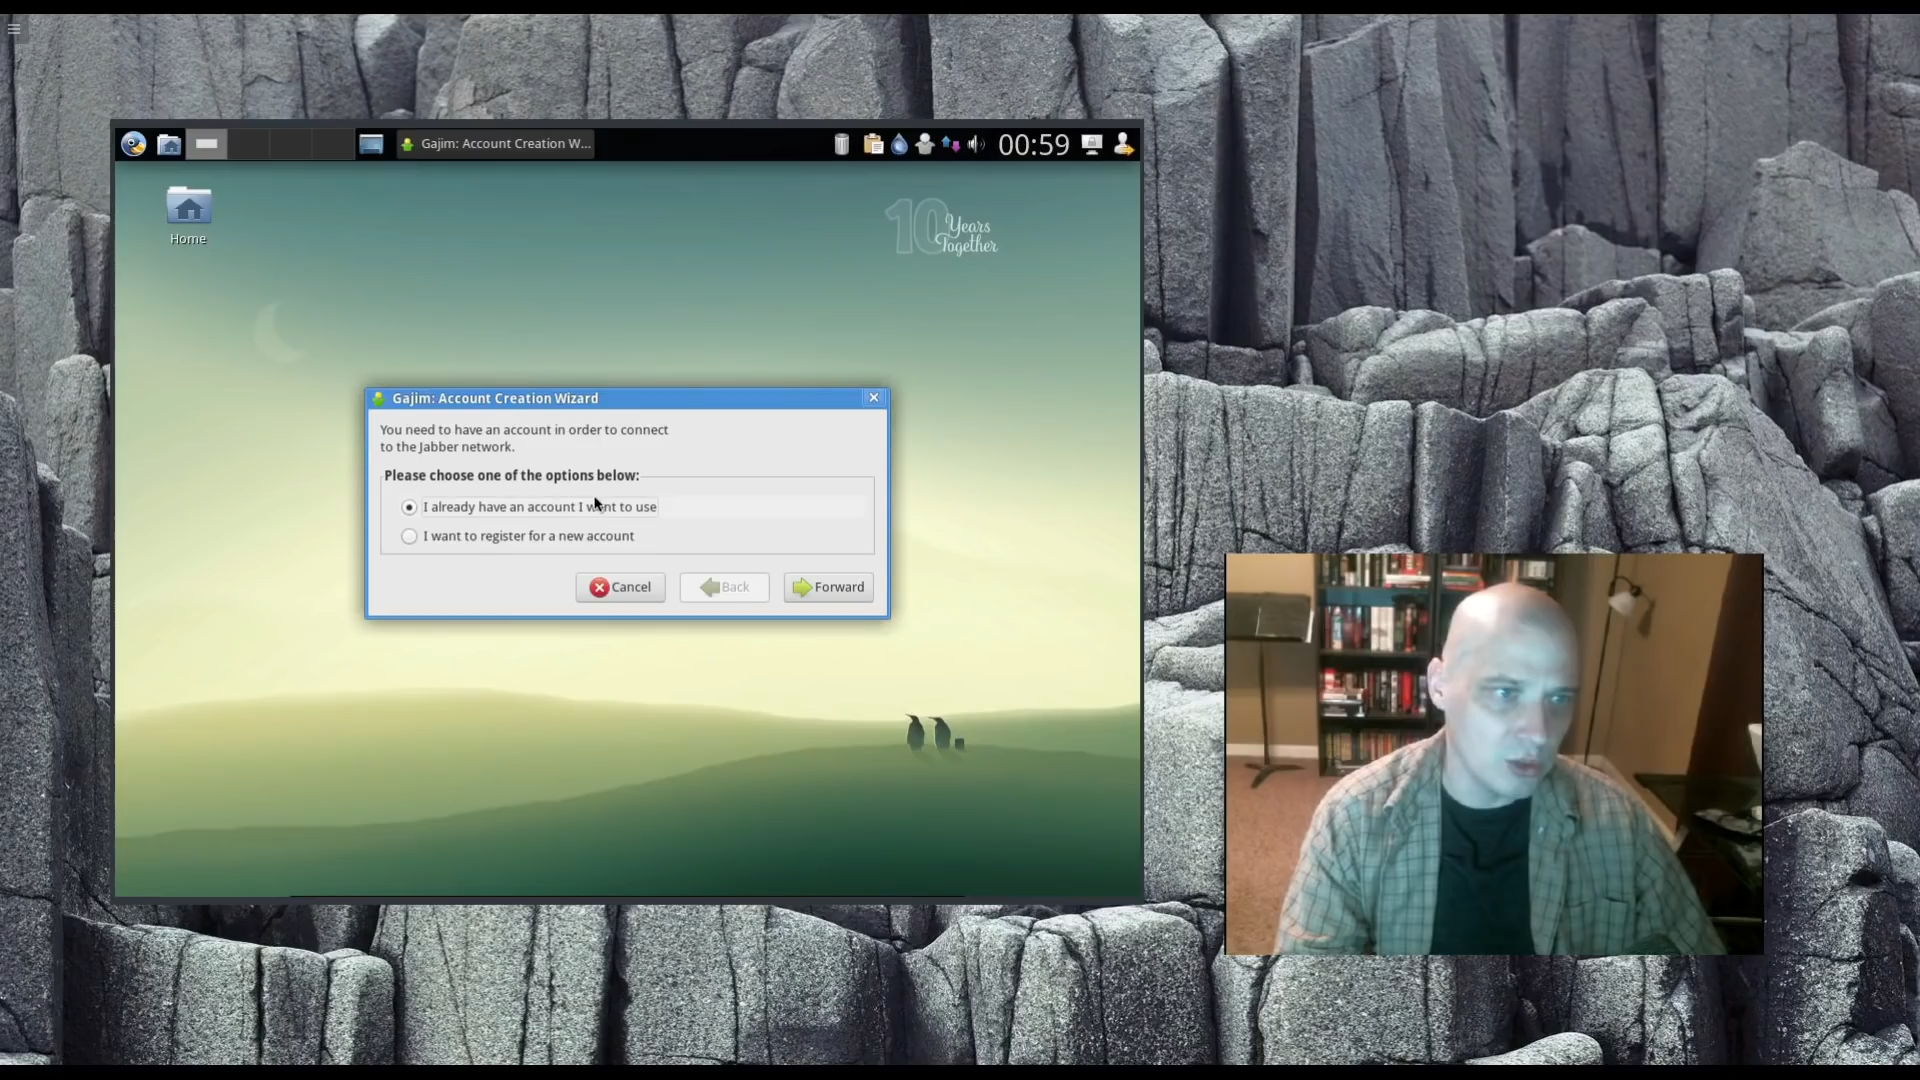 Gajim: Account Creation W...
00:59
Home
10 Years
Together
Gajim: Account Creation Wizard
You need to have an account in order to connect
to the Jabber network.
Please choose one of the options below:
I already have an account I want to use
I want to register for a new account
Cancel
Back
Forward